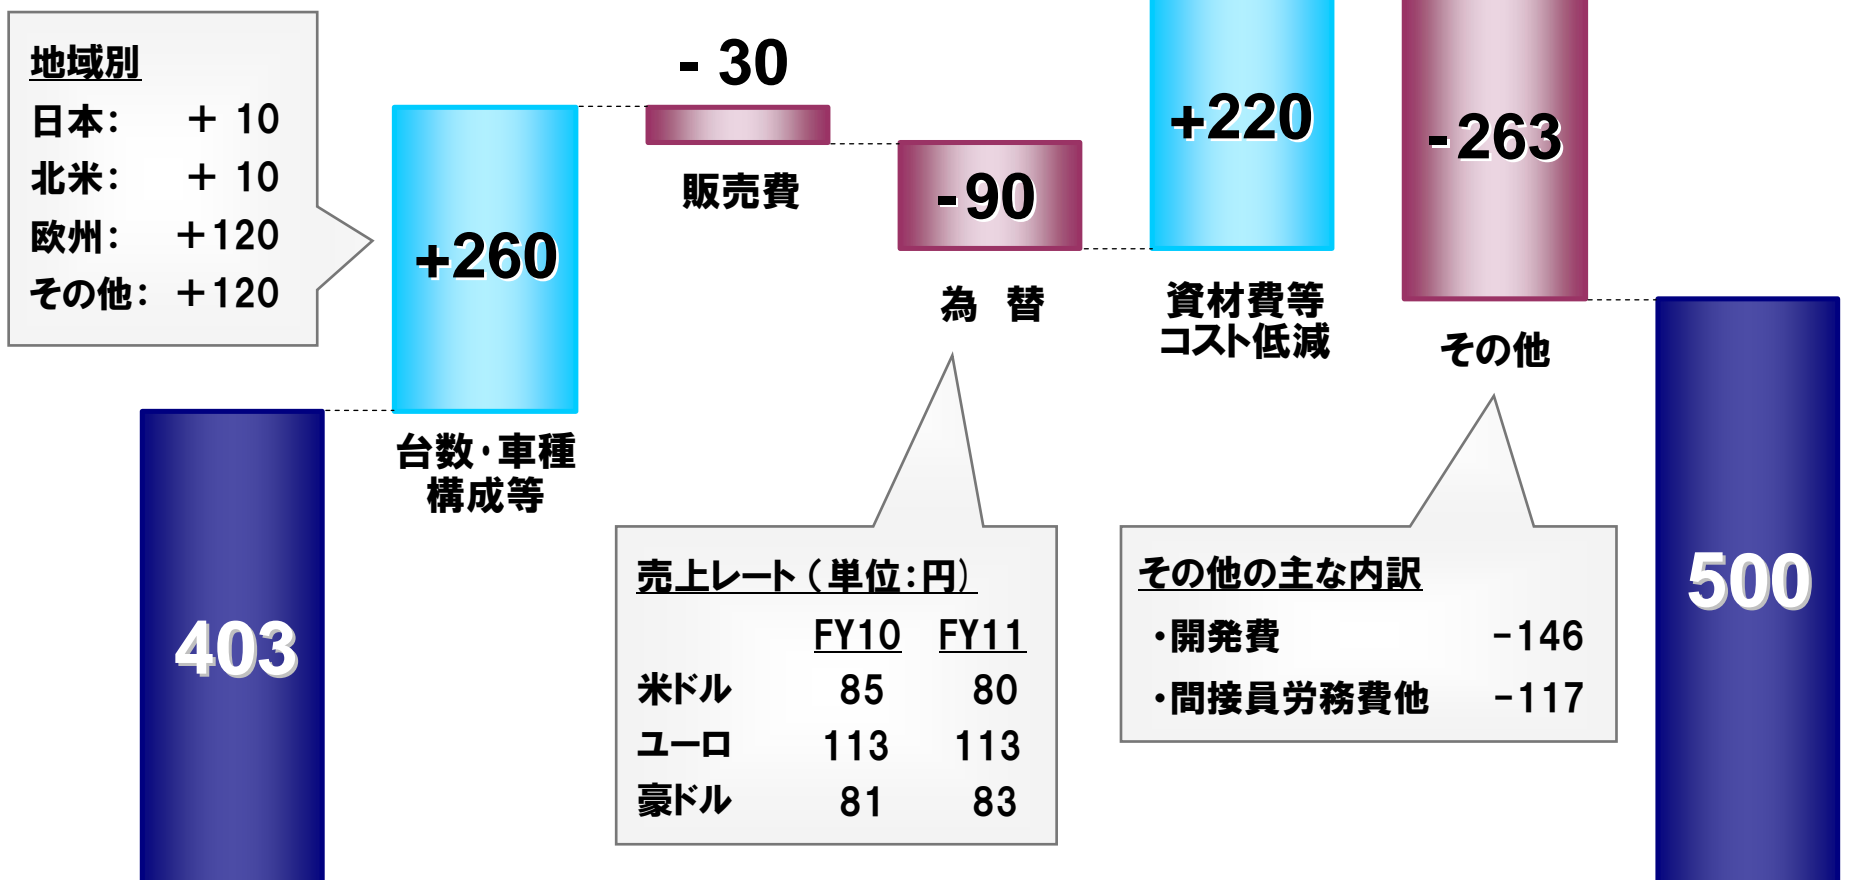 地域別
日本： ＋ 10
北米： ＋ 10
欧州： ＋120
その他： ＋120
403
+260
台数・車種
構成等
- 30
販売費
-90
為 替
売上レート（単位：円）
FY10 FY11
米ドル 85 80
ユーロ 113 113
豪ドル 81 83
+220
資材費等
コスト低減
-263
その他
その他の主な内訳
・開発費 －146
・間接員労務費他 －117
500